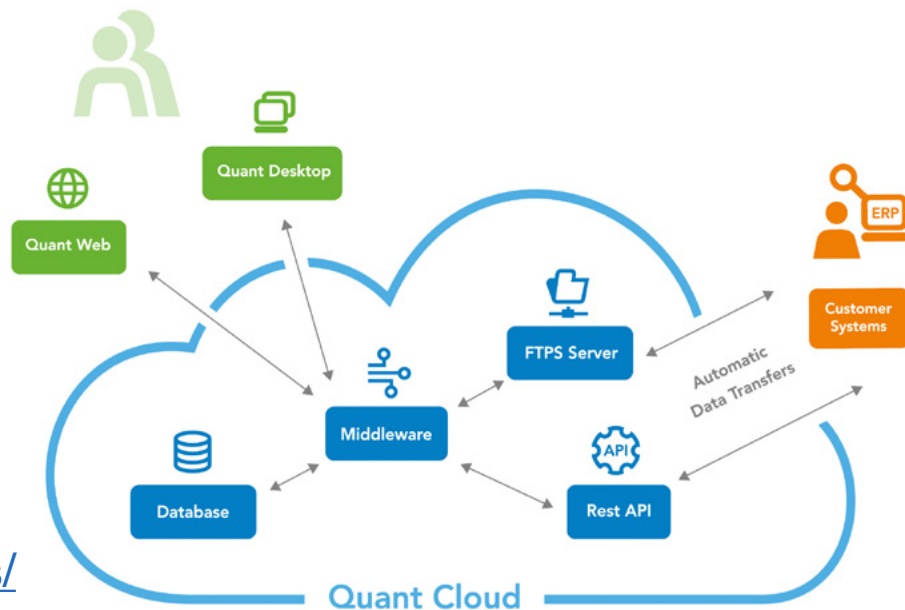 Quant Desktop
Quant Web
ERP
Customer
Systems
FTPS Server
Automatic
Data Transfers
Middleware
API
Database
Rest API
s/
Quant Cloud